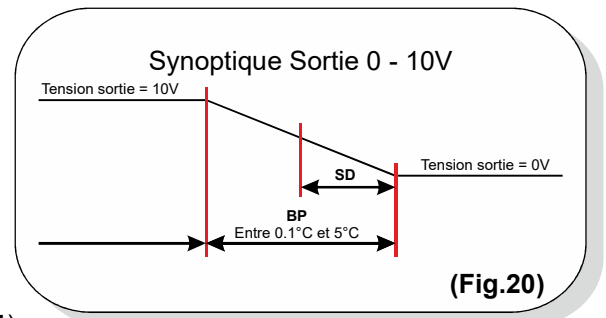 Synoptique Sortie 0 - 10V
Tension sortie = 10V
Tension sortie = 0V
SD
BP
Entre 0.1°C et 5°C
(Fig.20)